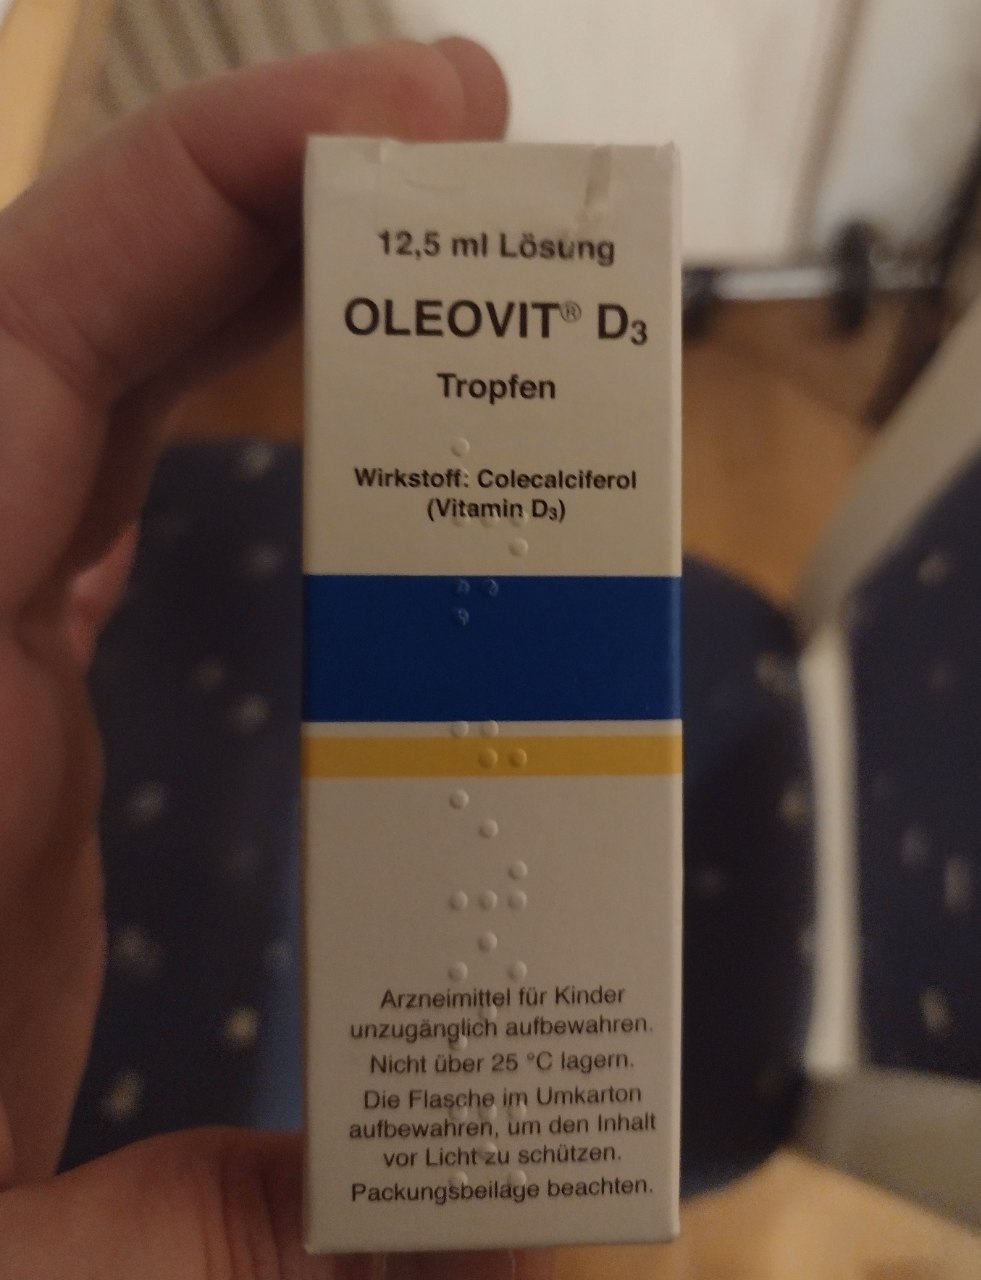 12,5 ml Lösung
OLEOVIT® D₃
Tropfen
Wirkstoff: Colecalciferol
(Vitamin D₃)
Arzneimittel für Kinder
unzugänglich aufbewahren.
Nicht über 25 °C lagern.
Die Flasche im Umkarton
aufbewahren, um den Inhalt
vor Licht zu schützen.
Packungsbeilage beachten.